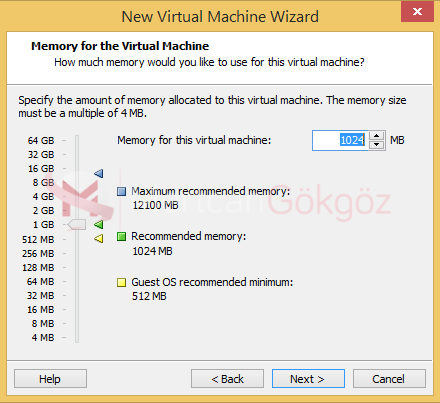 New Virtual Machine Wizard
Memory for the Virtual Machine
How much memory would you like to use for this virtual machine?
Specify the amount of memory allocated to this virtual machine. The memory size
must be a multiple of 4 MB.
64 GB
Memory for this virtual machine: 1024 MB
32 GB
16 GB
8 GB
Maximum recommended memory:
4 GB
12100 MB
2 GB
Gökgöz
1 GB
Recommended memory:
512 MB
1024 MB
256 MB
128 MB
64 MB
Guest OS recommended minimum:
32 MB
512 MB
16 MB
8 MB
4 MB
Help
< Back
Next >
Cancel